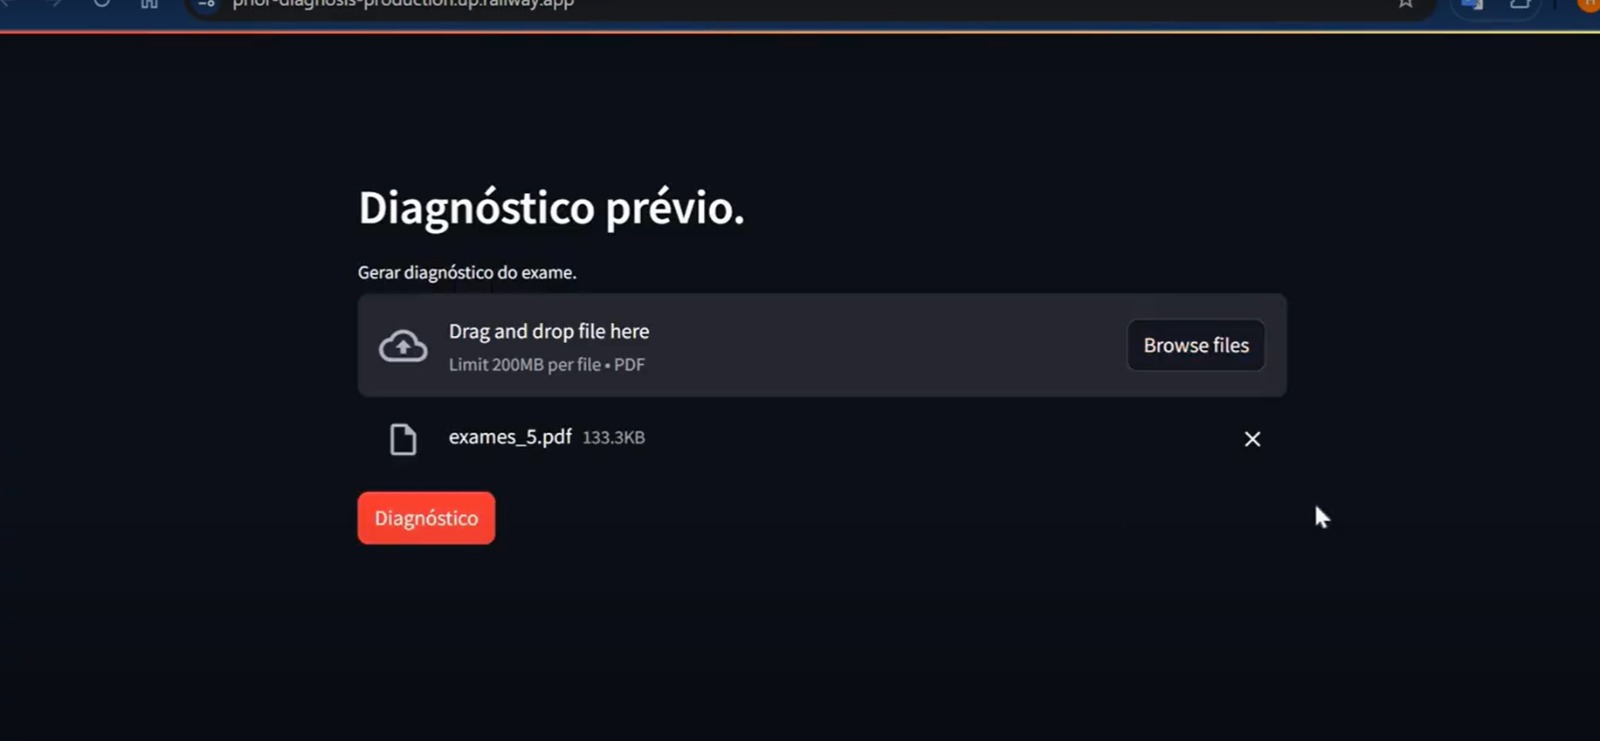 prior-diagnosis-production.up.railway.app
Diagnóstico prévio.
Gerar diagnóstico do exame.
Drag and drop file here
Limit 200MB per file • PDF
Browse files
exames_5.pdf 133.3KB
Diagnóstico